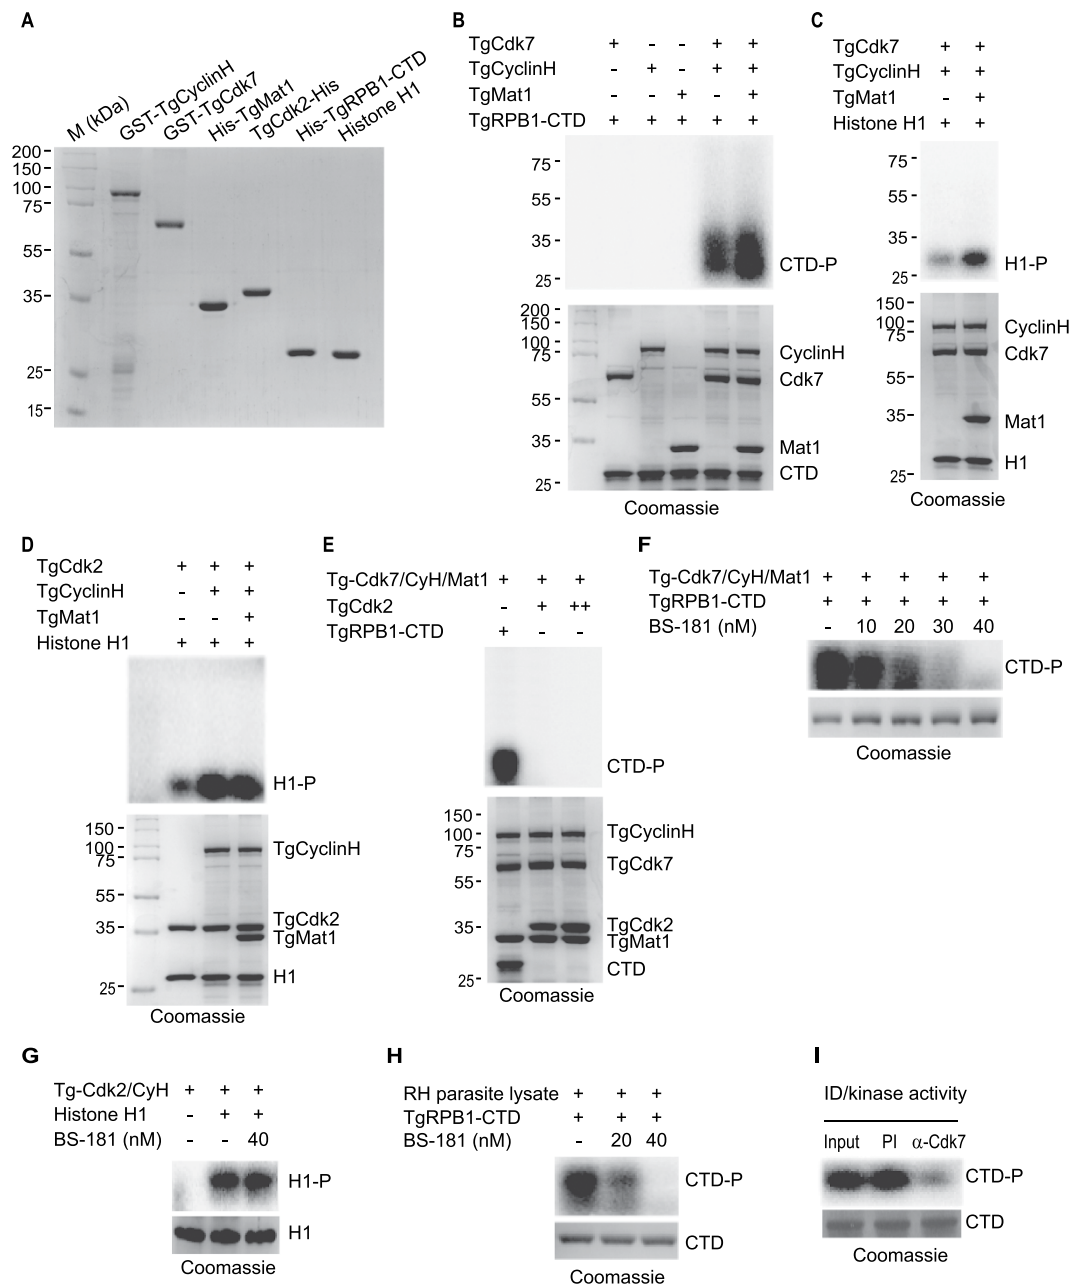 A
M (kDa)
GST-TgCyclinH
GST-TgCdk7
His-TgMat1
TgCdk2-His
His-TgRPB1-CTD
Histone H1
200
150
100
75
55
35
25
15
B
TgCdk7 + - - + +
TgCyclinH - + - + +
TgMat1 - - + - +
TgRPB1-CTD + + + + +
75
55
35
CTD-P
25
200
150
100
75
CyclinH
Cdk7
55
35
Mat1
CTD
25
Coomassie
C
TgCdk7 + +
TgCyclinH + +
TgMat1 - +
Histone H1 + +
75
55
35
H1-P
25
150
100
CyclinH
75
Cdk7
55
35
Mat1
H1
25
Coomassie
D
TgCdk2 + + +
TgCyclinH - + +
TgMat1 - - +
Histone H1 + + +
H1-P
150
100
TgCyclinH
75
55
35
TgCdk2
TgMat1
H1
25
Coomassie
E
Tg-Cdk7/CyH/Mat1 + + +
TgCdk2 - + ++
TgRPB1-CTD + - -
CTD-P
150
100
TgCyclinH
75
TgCdk7
55
35
TgCdk2
TgMat1
CTD
25
Coomassie
F
Tg-Cdk7/CyH/Mat1 + + + + +
TgRPB1-CTD + + + + +
BS-181 (nM) - 10 20 30 40
CTD-P
Coomassie
G
Tg-Cdk2/CyH + + +
Histone H1 - + +
BS-181 (nM) - - 40
H1-P
H1
Coomassie
H
RH parasite lysate + + +
TgRPB1-CTD + + +
BS-181 (nM) - 20 40
CTD-P
CTD
Coomassie
I
ID/kinase activity
Input PI α-Cdk7
CTD-P
CTD
Coomassie